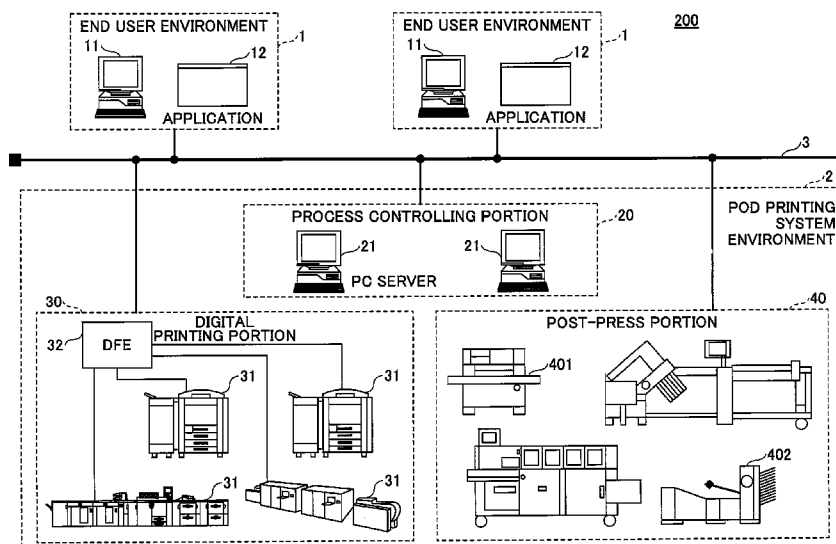 200
END USER ENVIRONMENT
1
11
12
APPLICATION
END USER ENVIRONMENT
1
11
12
APPLICATION
3
2
POD PRINTING
SYSTEM
ENVIRONMENT
PROCESS CONTROLLING PORTION
20
21
21
PC SERVER
30
DIGITAL
PRINTING PORTION
32
DFE
31
31
31
31
40
POST-PRESS PORTION
401
402